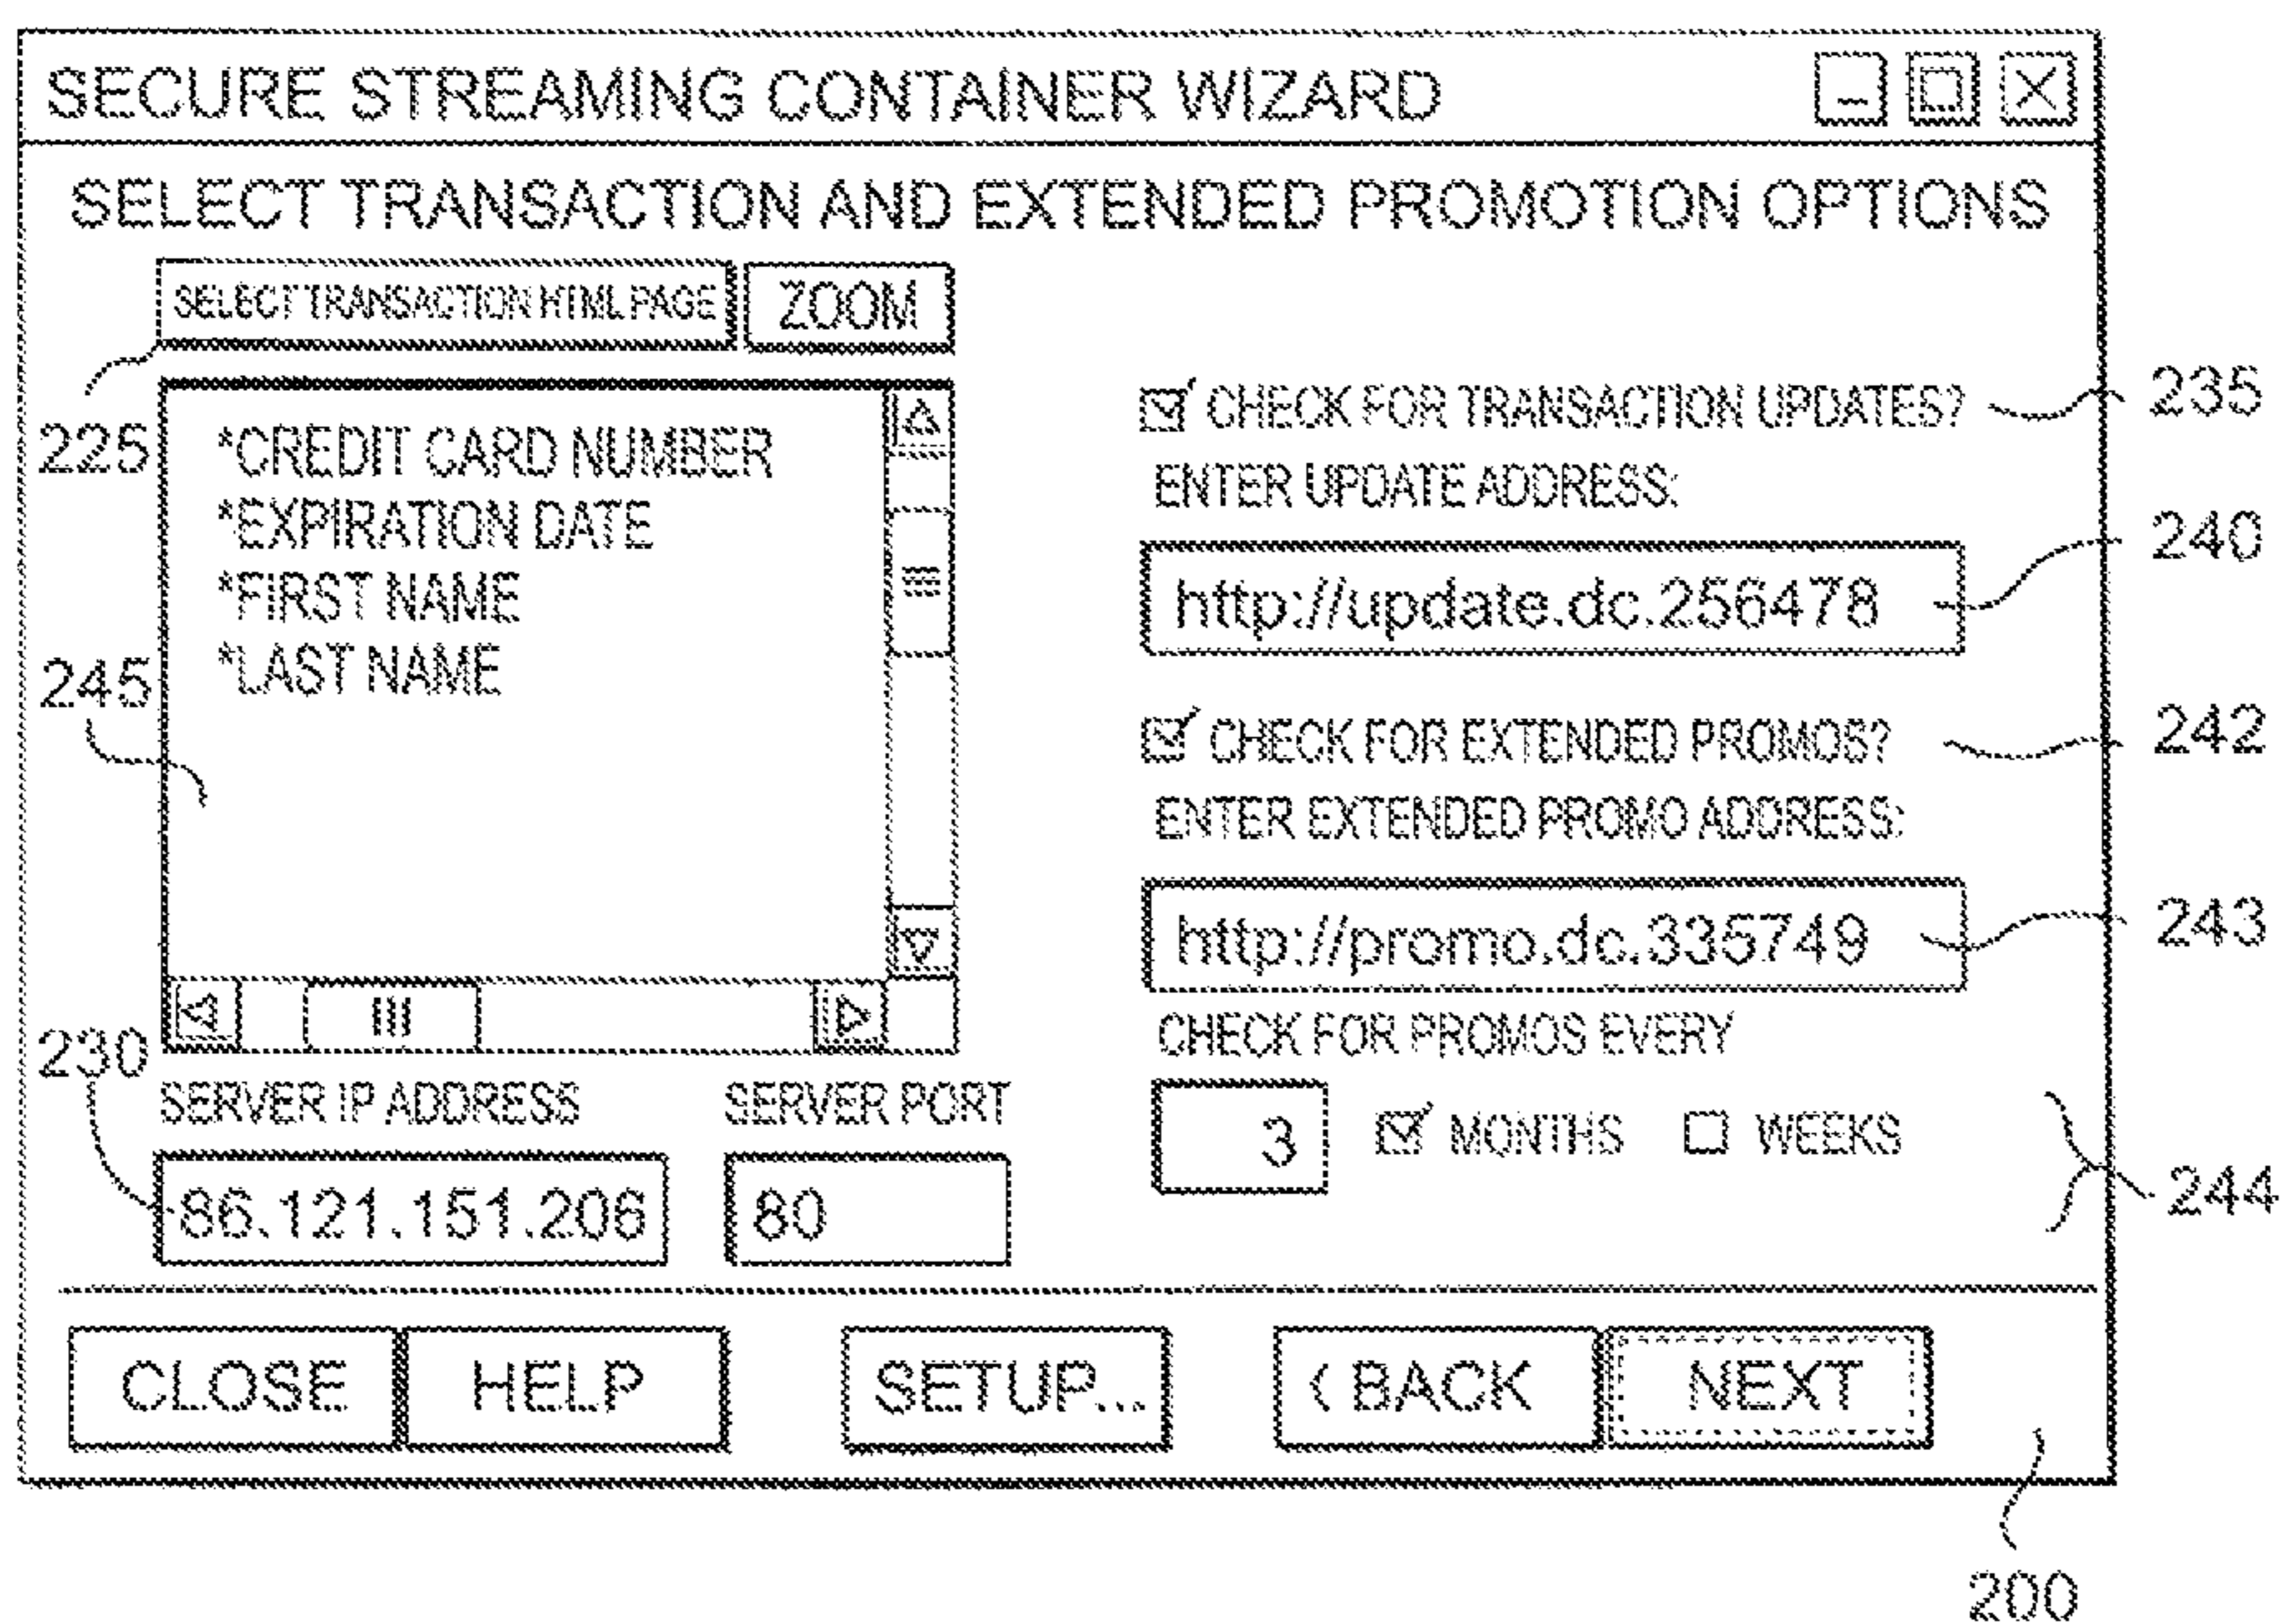 SECURE STREAMING CONTAINER WIZARD
SELECT TRANSACTION AND EXTENDED PROMOTION OPTIONS
SELECT TRANSACTION HTML PAGE ZOOM
225
*CREDIT CARD NUMBER
*EXPIRATION DATE
*FIRST NAME
*LAST NAME
245
230
SERVER IP ADDRESS SERVER PORT
86.121.151.206 80
CHECK FOR TRANSACTION UPDATES? 235
ENTER UPDATE ADDRESS:
http://update.dc.256478 240
CHECK FOR EXTENDED PROMOS? 242
ENTER EXTENDED PROMO ADDRESS:
http://promo.dc.335749 243
CHECK FOR PROMOS EVERY
3 MONTHS WEEKS 244
CLOSE HELP SETUP... < BACK NEXT
200